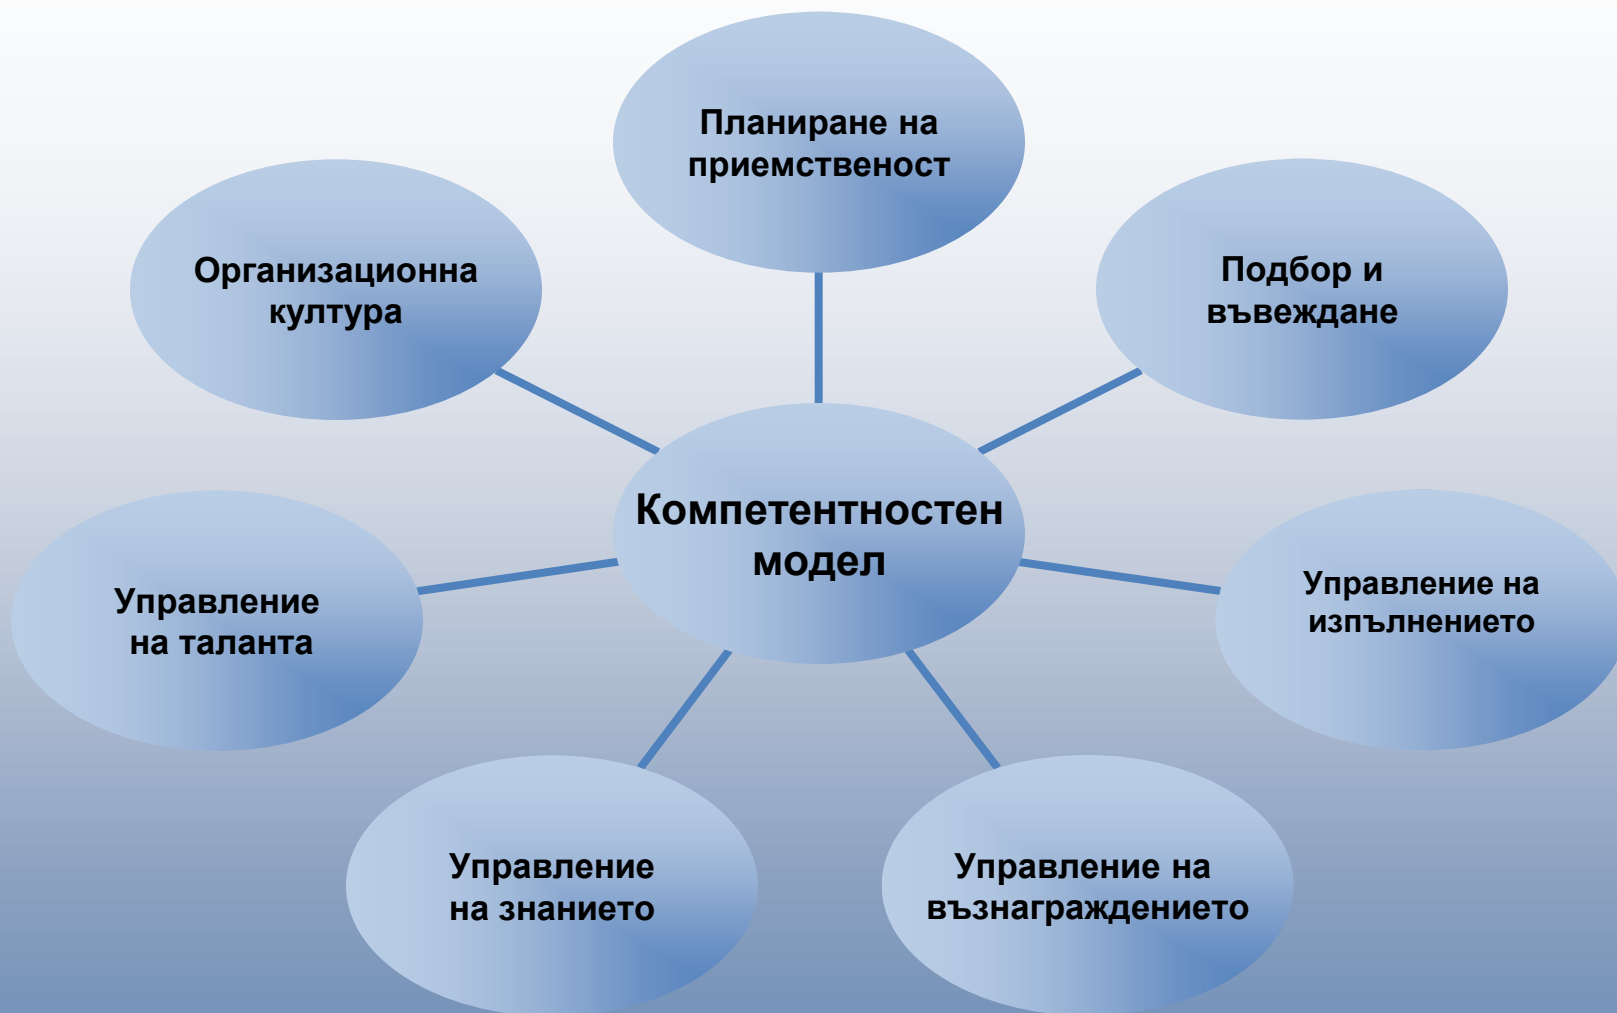 Планиране на
приемственост
Организационна
култура
Подбор и
въвеждане
Компетентностен
модел
Управление
на таланта
Управление на
изпълнението
Управление
на знанието
Управление на
възнаграждението